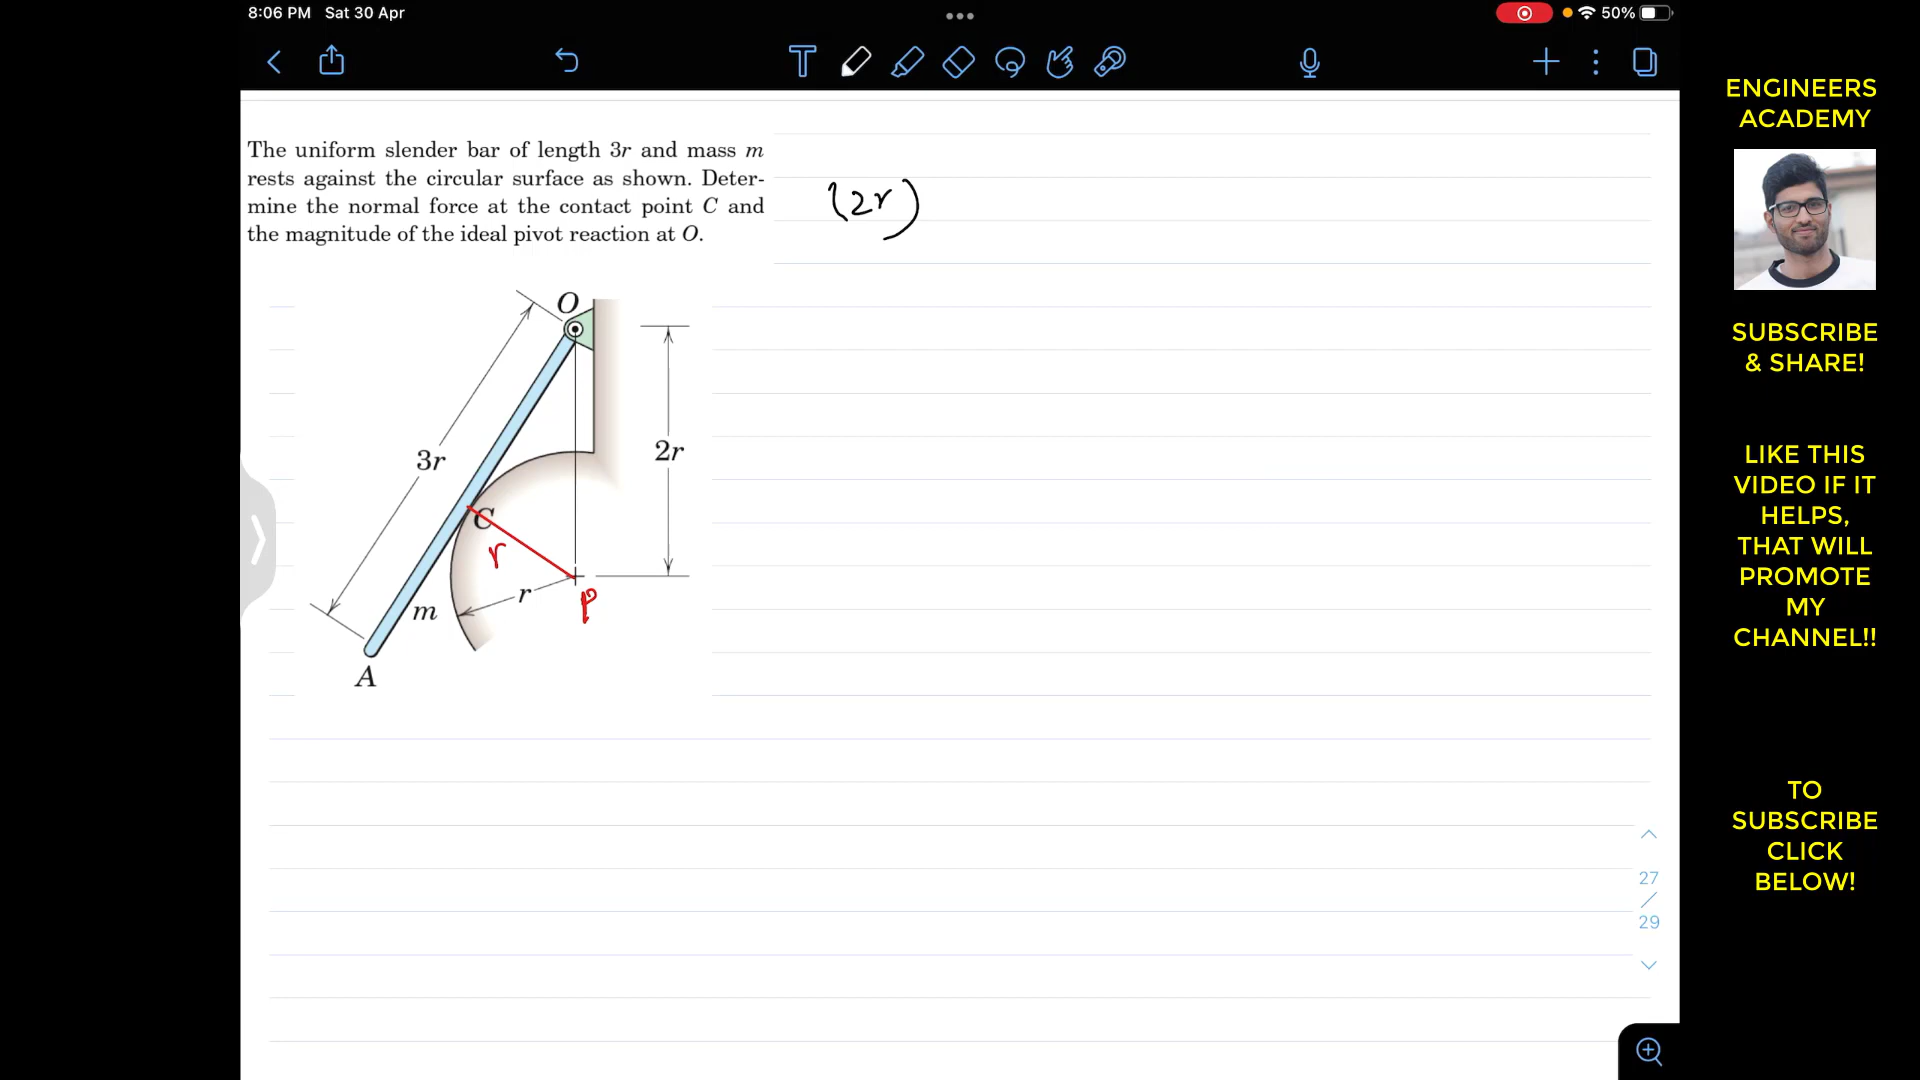 8:06 PM Sat 30 Apr
50%
The uniform slender bar of length 3r and mass m
rests against the circular surface as shown. Deter-
mine the normal force at the contact point C and
the magnitude of the ideal pivot reaction at O.
(2r)
O
3r
2r
C
r
r
P
m
A
27
/
29
ENGINEERS
ACADEMY
SUBSCRIBE
& SHARE!
LIKE THIS
VIDEO IF IT
HELPS,
THAT WILL
PROMOTE
MY
CHANNEL!!
TO
SUBSCRIBE
CLICK
BELOW!